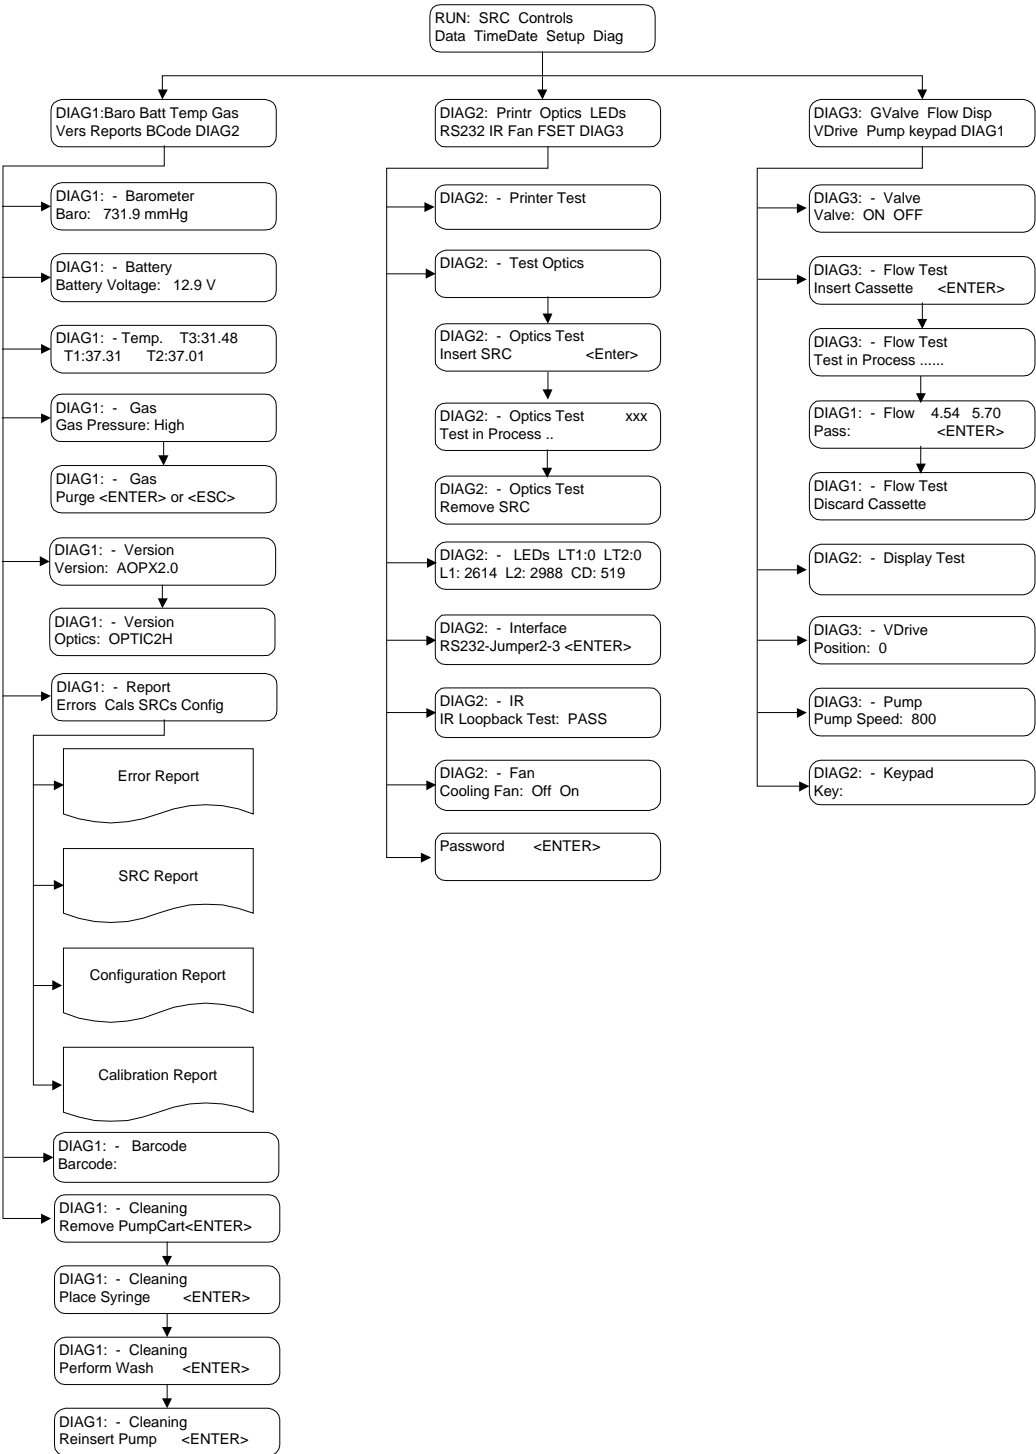 RUN: SRC Controls
Data TimeDate Setup Diag
DIAG1:Baro Batt Temp Gas
Vers Reports BCode DIAG2
DIAG1: - Barometer
Baro: 731.9 mmHg
DIAG1: - Battery
Battery Voltage: 12.9 V
DIAG1: - Temp. T3:31.48
T1:37.31 T2:37.01
DIAG1: - Gas
Gas Pressure: High
DIAG1: - Gas
Purge <ENTER> or <ESC>
DIAG1: - Version
Version: AOPX2.0
DIAG1: - Version
Optics: OPTIC2H
DIAG1: - Report
Errors Cals SRCs Config
Error Report
SRC Report
Configuration Report
Calibration Report
DIAG1: - Barcode
Barcode:
DIAG1: - Cleaning
Remove PumpCart<ENTER>
DIAG1: - Cleaning
Place Syringe <ENTER>
DIAG1: - Cleaning
Perform Wash <ENTER>
DIAG1: - Cleaning
Reinsert Pump <ENTER>
DIAG2: Printr Optics LEDs
RS232 IR Fan FSET DIAG3
DIAG2: - Printer Test
DIAG2: - Test Optics
DIAG2: - Optics Test
Insert SRC <Enter>
DIAG2: - Optics Test xxx
Test in Process ..
DIAG2: - Optics Test
Remove SRC
DIAG2: - LEDs LT1:0 LT2:0
L1: 2614 L2: 2988 CD: 519
DIAG2: - Interface
RS232-Jumper2-3 <ENTER>
DIAG2: - IR
IR Loopback Test: PASS
DIAG2: - Fan
Cooling Fan: Off On
Password <ENTER>
DIAG3: GValve Flow Disp
VDrive Pump keypad DIAG1
DIAG3: - Valve
Valve: ON OFF
DIAG3: - Flow Test
Insert Cassette <ENTER>
DIAG3: - Flow Test
Test in Process ......
DIAG1: - Flow 4.54 5.70
Pass: <ENTER>
DIAG1: - Flow Test
Discard Cassette
DIAG2: - Display Test
DIAG3: - VDrive
Position: 0
DIAG3: - Pump
Pump Speed: 800
DIAG2: - Keypad
Key: